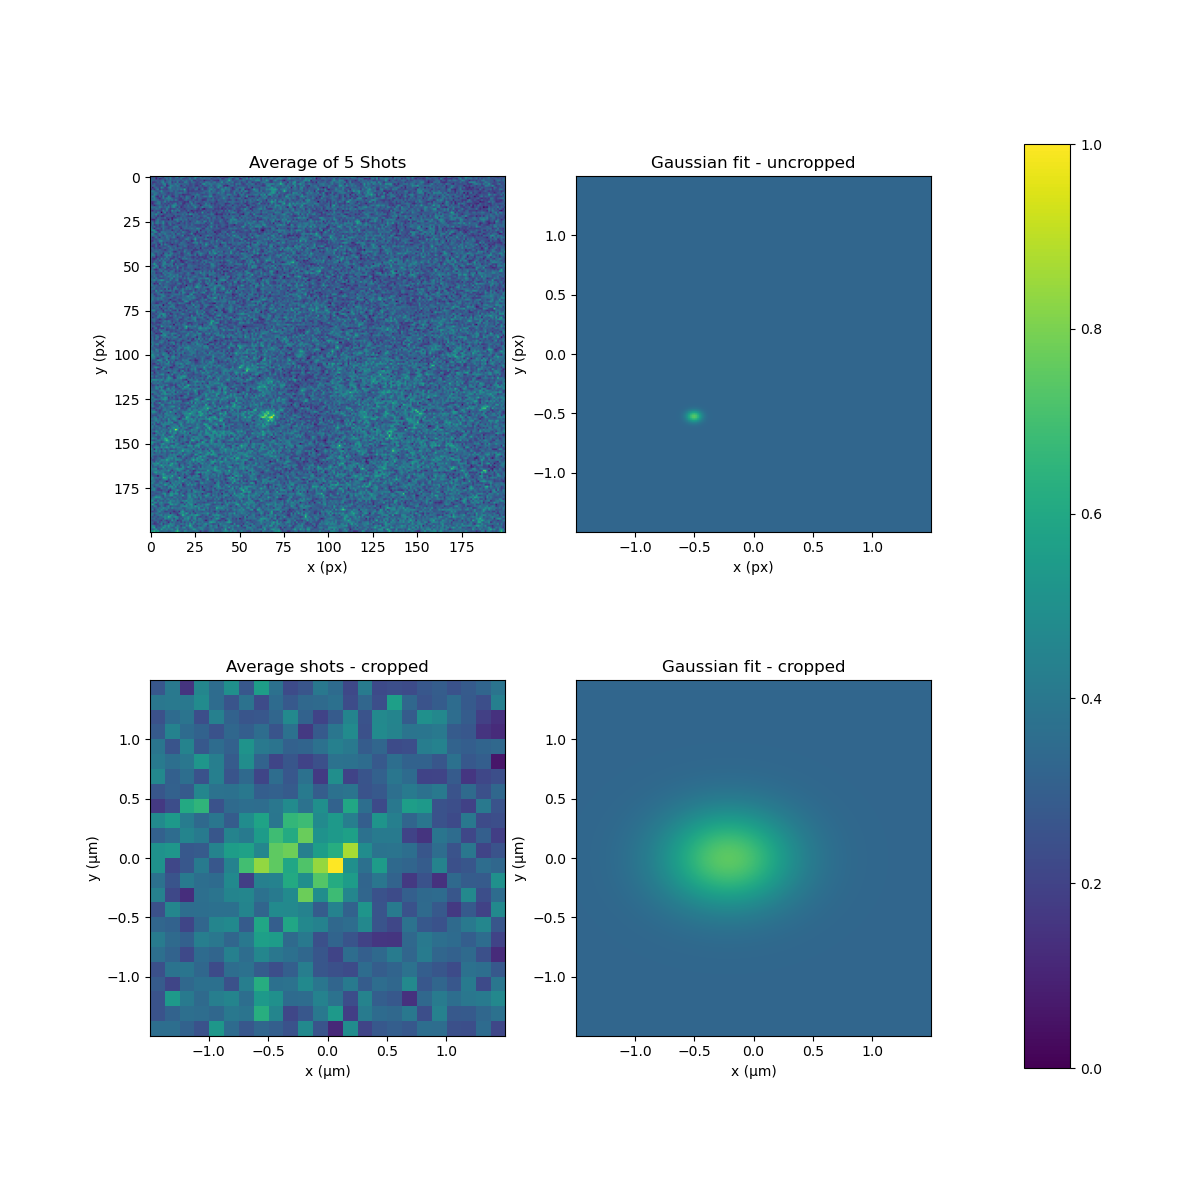 Average of 5 Shots
Gaussian fit - uncropped
0
25
50
75
100
125
150
175
y (px)
0 25 50 75 100 125 150 175
x (px)
1.0
0.5
0.0
−0.5
−1.0
y (px)
−1.0 −0.5 0.0 0.5 1.0
x (px)
Average shots - cropped
Gaussian fit - cropped
1.0
0.5
0.0
−0.5
−1.0
y (μm)
−1.0 −0.5 0.0 0.5 1.0
x (μm)
1.0
0.5
0.0
−0.5
−1.0
y (μm)
−1.0 −0.5 0.0 0.5 1.0
x (μm)
1.0
0.8
0.6
0.4
0.2
0.0